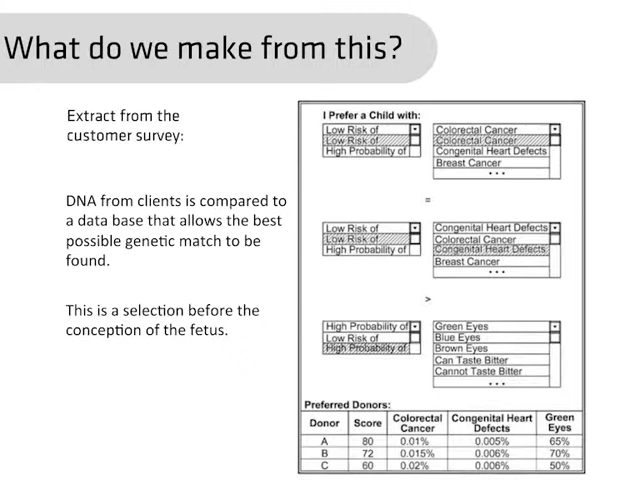 What do we make from this?
Extract from the
customer survey:
DNA from clients is compared to
a data base that allows the best
possible genetic match to be
found.
This is a selection before the
conception of the fetus.
I Prefer a Child with:
Low Risk of Colorectal Cancer
Low Risk of Colorectal Cancer
High Probability of Congenital Heart Defects
Breast Cancer
• • •
=
Low Risk of Congenital Heart Defects
Low Risk of Colorectal Cancer
High Probability of Congenital Heart Defects
Breast Cancer
• • •
>
High Probability of Green Eyes
Low Risk of Blue Eyes
High Probability of Brown Eyes
Can Taste Bitter
Cannot Taste Bitter
• • •
Preferred Donors:
Donor Score Colorectal Cancer Congenital Heart Defects Green Eyes
A 80 0.01% 0.005% 65%
B 72 0.015% 0.006% 70%
C 60 0.02% 0.006% 50%